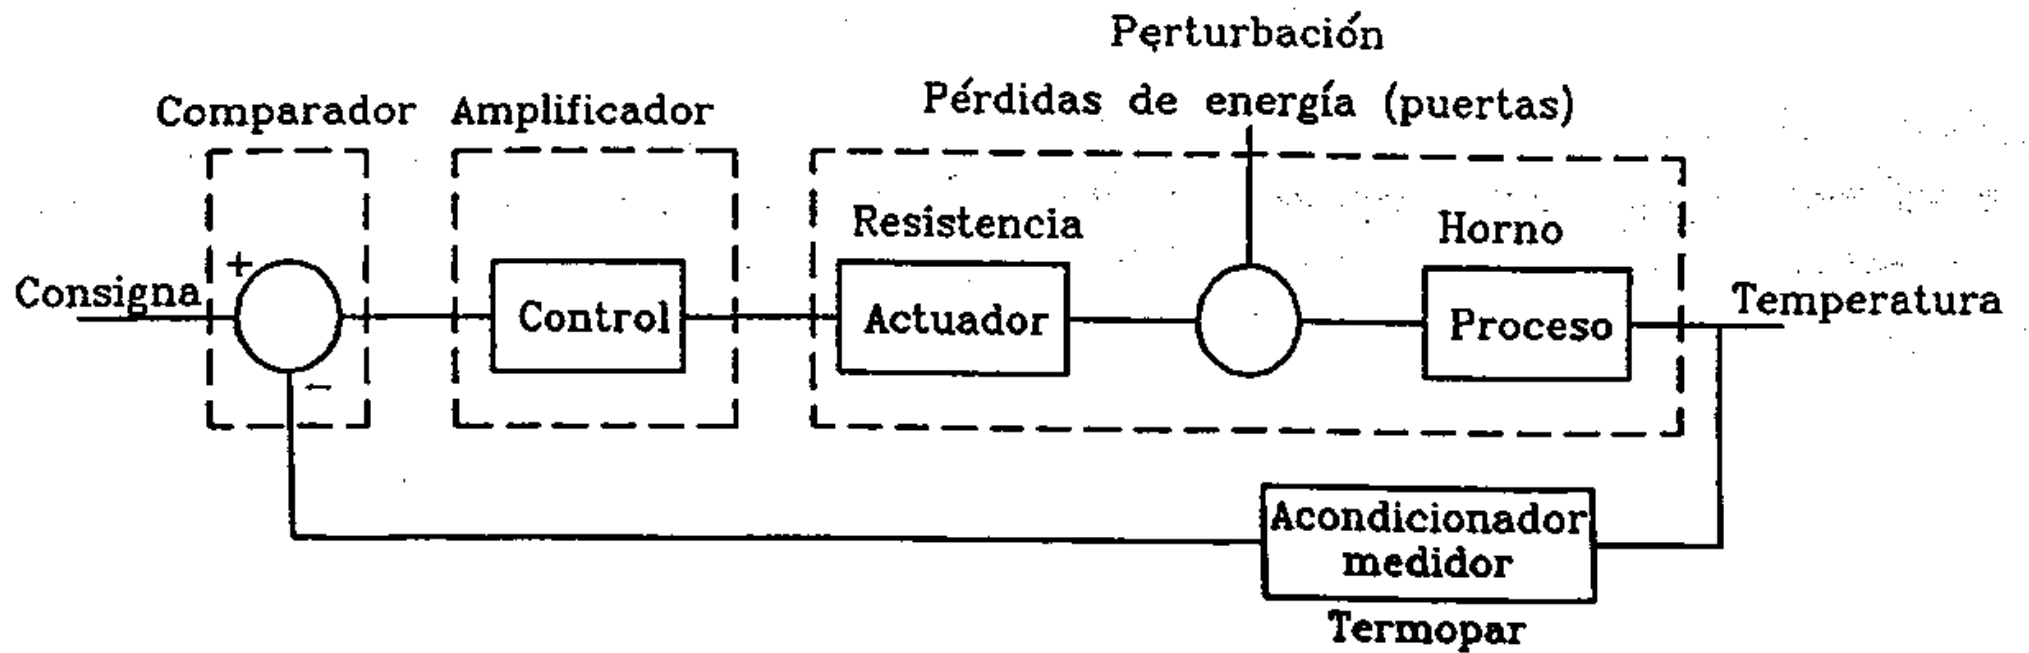 Perturbación
Pérdidas de energía (puertas)
Comparador
Amplificador
Resistencia
Horno
+
Consigna
Control
Actuador
Proceso
Temperatura
−
Acondicionador
medidor
Termopar